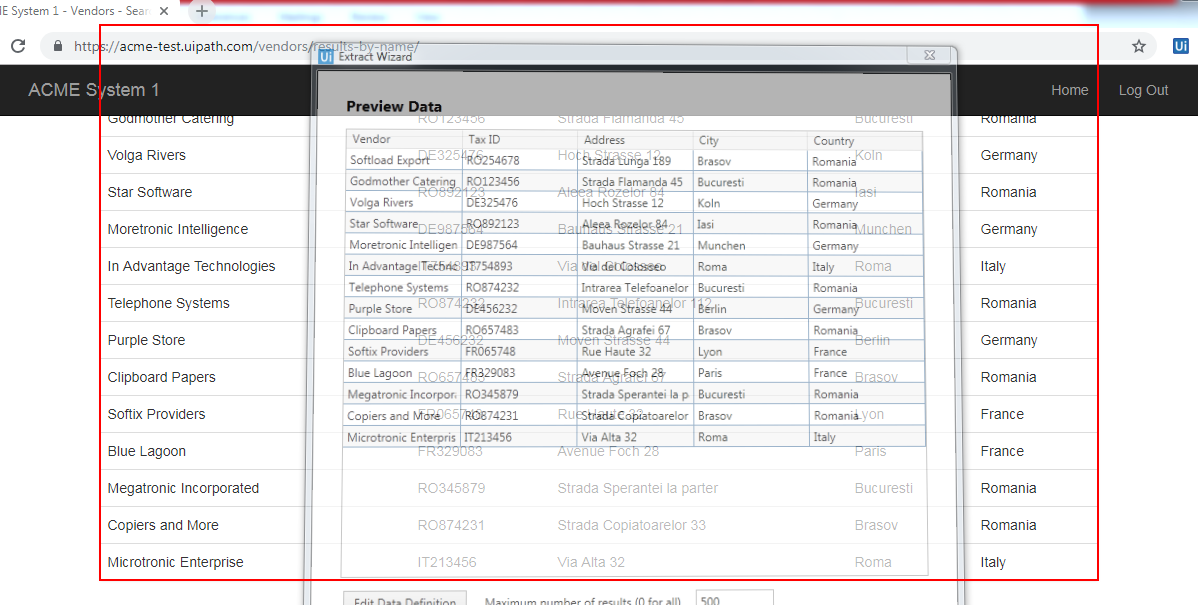 ME System 1 - Vendors - Sear
https://acme-test.uipath.com/vendors/results-by-name/
Ui
Ui Extract Wizard
ACME System 1
Home
Log Out
Preview Data
Godmother Catering RO123456 Strada Flamanda 45 Bucuresti Romania
Volga Rivers DE325476 Hoch Strasse 12 Koln Germany
Star Software RO892123 Aleea Rozelor 84 Iasi Romania
Moretronic Intelligence DE987564 Bauhaus Strasse 21 Munchen Germany
In Advantage Technologies IT754893 Via del Colosseo Roma Italy
Telephone Systems RO874232 Intrarea Telefoanelor 112 Bucuresti Romania
Purple Store DE456232 Moven Strasse 44 Berlin Germany
Clipboard Papers RO657483 Strada Agrafei 67 Brasov Romania
Softix Providers FR065748 Rue Haute 32 Lyon France
Blue Lagoon FR329083 Avenue Foch 28 Paris France
Megatronic Incorporated RO345879 Strada Sperantei la parter Bucuresti Romania
Copiers and More RO874231 Strada Copiatoarelor 33 Brasov Romania
Microtronic Enterprise IT213456 Via Alta 32 Roma Italy
Vendor Tax ID Address City Country
Softload Export RO254678 Strada Lunga 189 Brasov Romania
Godmother Catering RO123456 Strada Flamanda 45 Bucuresti Romania
Volga Rivers DE325476 Hoch Strasse 12 Koln Germany
Star Software RO892123 Aleea Rozelor 84 Iasi Romania
Moretronic Intelligen DE987564 Bauhaus Strasse 21 Munchen Germany
In Advantage Technic IT754893 Via del Colosseo Roma Italy
Telephone Systems RO874232 Intrarea Telefoanelor Bucuresti Romania
Purple Store DE456232 Moven Strasse 44 Berlin Germany
Clipboard Papers RO657483 Strada Agrafei 67 Brasov Romania
Softix Providers FR065748 Rue Haute 32 Lyon France
Blue Lagoon FR329083 Avenue Foch 28 Paris France
Megatronic Incorpor RO345879 Strada Sperantei la p Bucuresti Romania
Copiers and More RO874231 Strada Copiatoarelor Brasov Romania
Microtronic Enterpris IT213456 Via Alta 32 Roma Italy
Edit Data Definition Maximum number of results (0 for all) 500